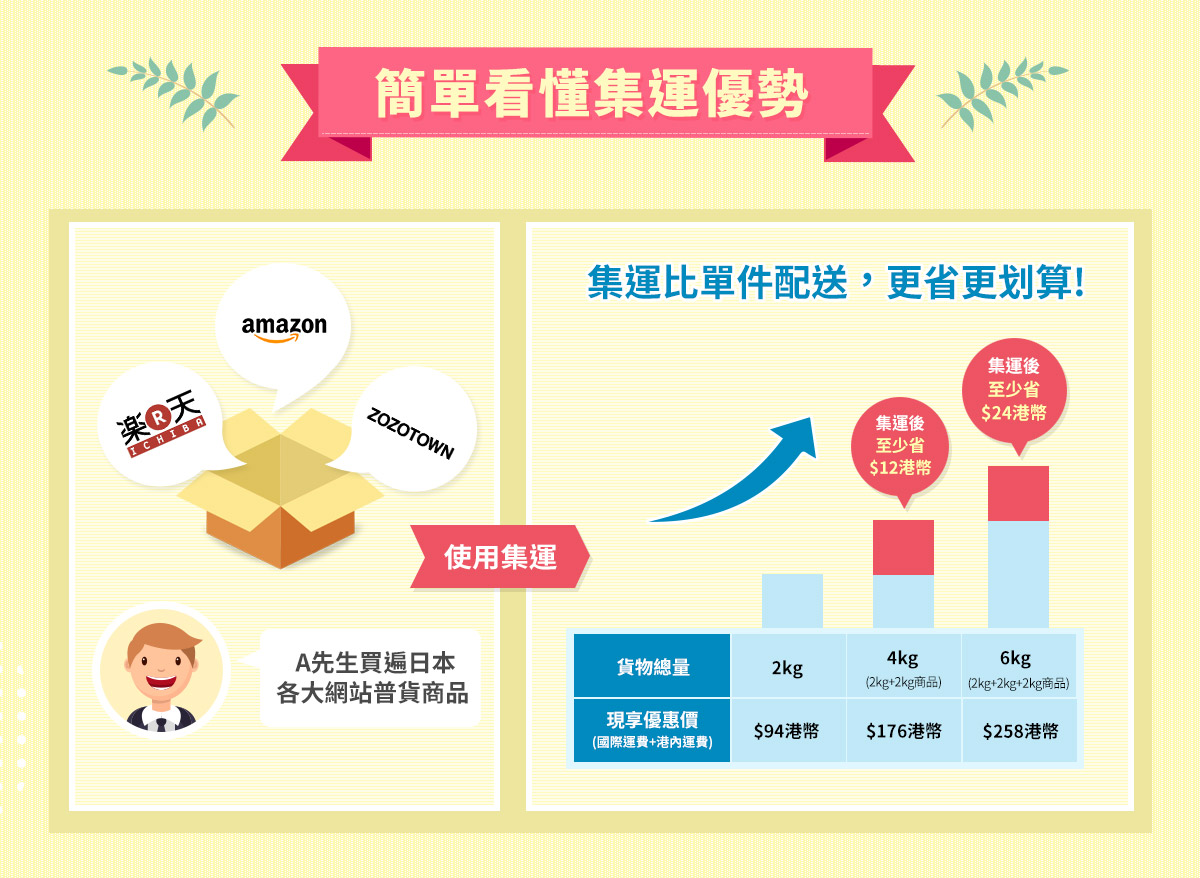 簡單看懂集運優勢
amazon
楽R天
ICHIBA
ZOZOTOWN
使用集運
A先生買遍日本
各大網站普貨商品
集運比單件配送，更省更划算!
集運後
至少省
$12港幣
集運後
至少省
$24港幣
貨物總量
2kg
4kg
(2kg+2kg商品)
6kg
(2kg+2kg+2kg商品)
現享優惠價
(國際運費+港內運費)
$94港幣
$176港幣
$258港幣